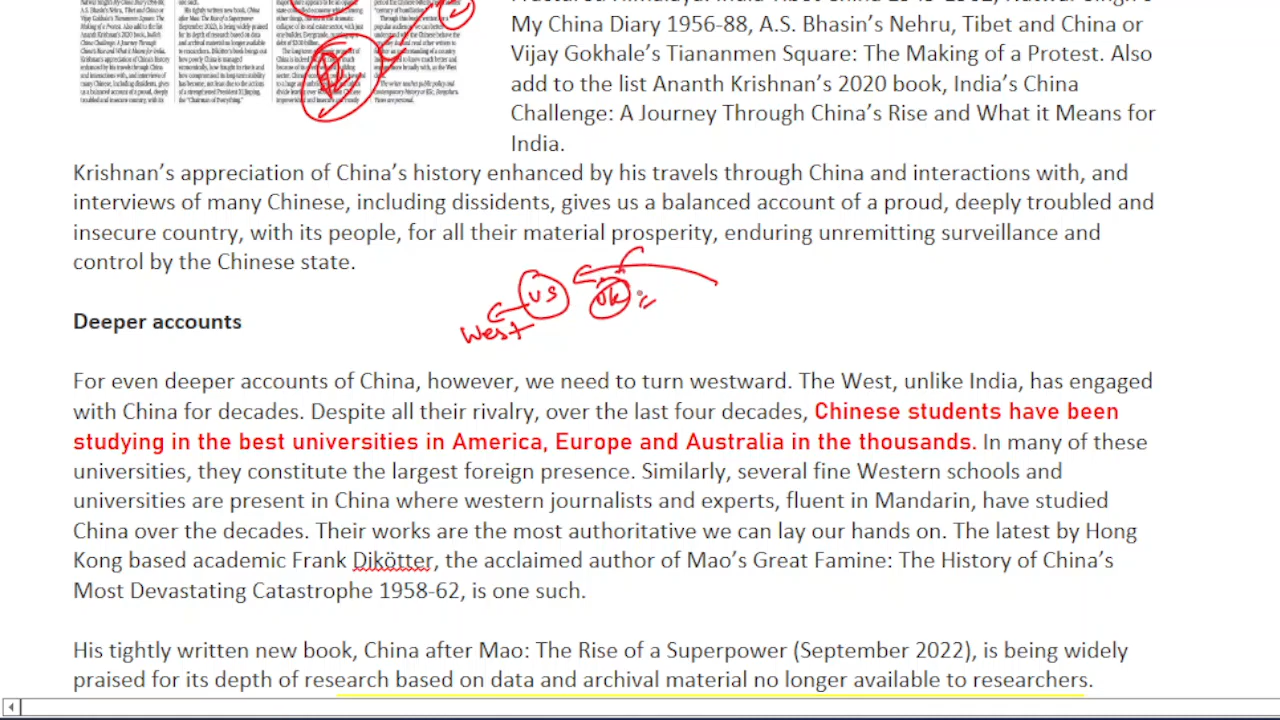 My China Diary 1956-88, A.S. Bhasin’s Nehru, Tibet and China or
Vijay Gokhale’s Tiananmen Square: The Making of a Protest. Also
add to the list Ananth Krishnan’s 2020 book, India’s China
Challenge: A Journey Through China’s Rise and What it Means for
India.
Krishnan’s appreciation of China’s history enhanced by his travels through China and interactions with, and
interviews of many Chinese, including dissidents, gives us a balanced account of a proud, deeply troubled and
insecure country, with its people, for all their material prosperity, enduring unremitting surveillance and
control by the Chinese state.
US UK
West
Deeper accounts
For even deeper accounts of China, however, we need to turn westward. The West, unlike India, has engaged
with China for decades. Despite all their rivalry, over the last four decades, Chinese students have been
studying in the best universities in America, Europe and Australia in the thousands. In many of these
universities, they constitute the largest foreign presence. Similarly, several fine Western schools and
universities are present in China where western journalists and experts, fluent in Mandarin, have studied
China over the decades. Their works are the most authoritative we can lay our hands on. The latest by Hong
Kong based academic Frank Dikötter, the acclaimed author of Mao’s Great Famine: The History of China’s
Most Devastating Catastrophe 1958-62, is one such.
His tightly written new book, China after Mao: The Rise of a Superpower (September 2022), is being widely
praised for its depth of research based on data and archival material no longer available to researchers.